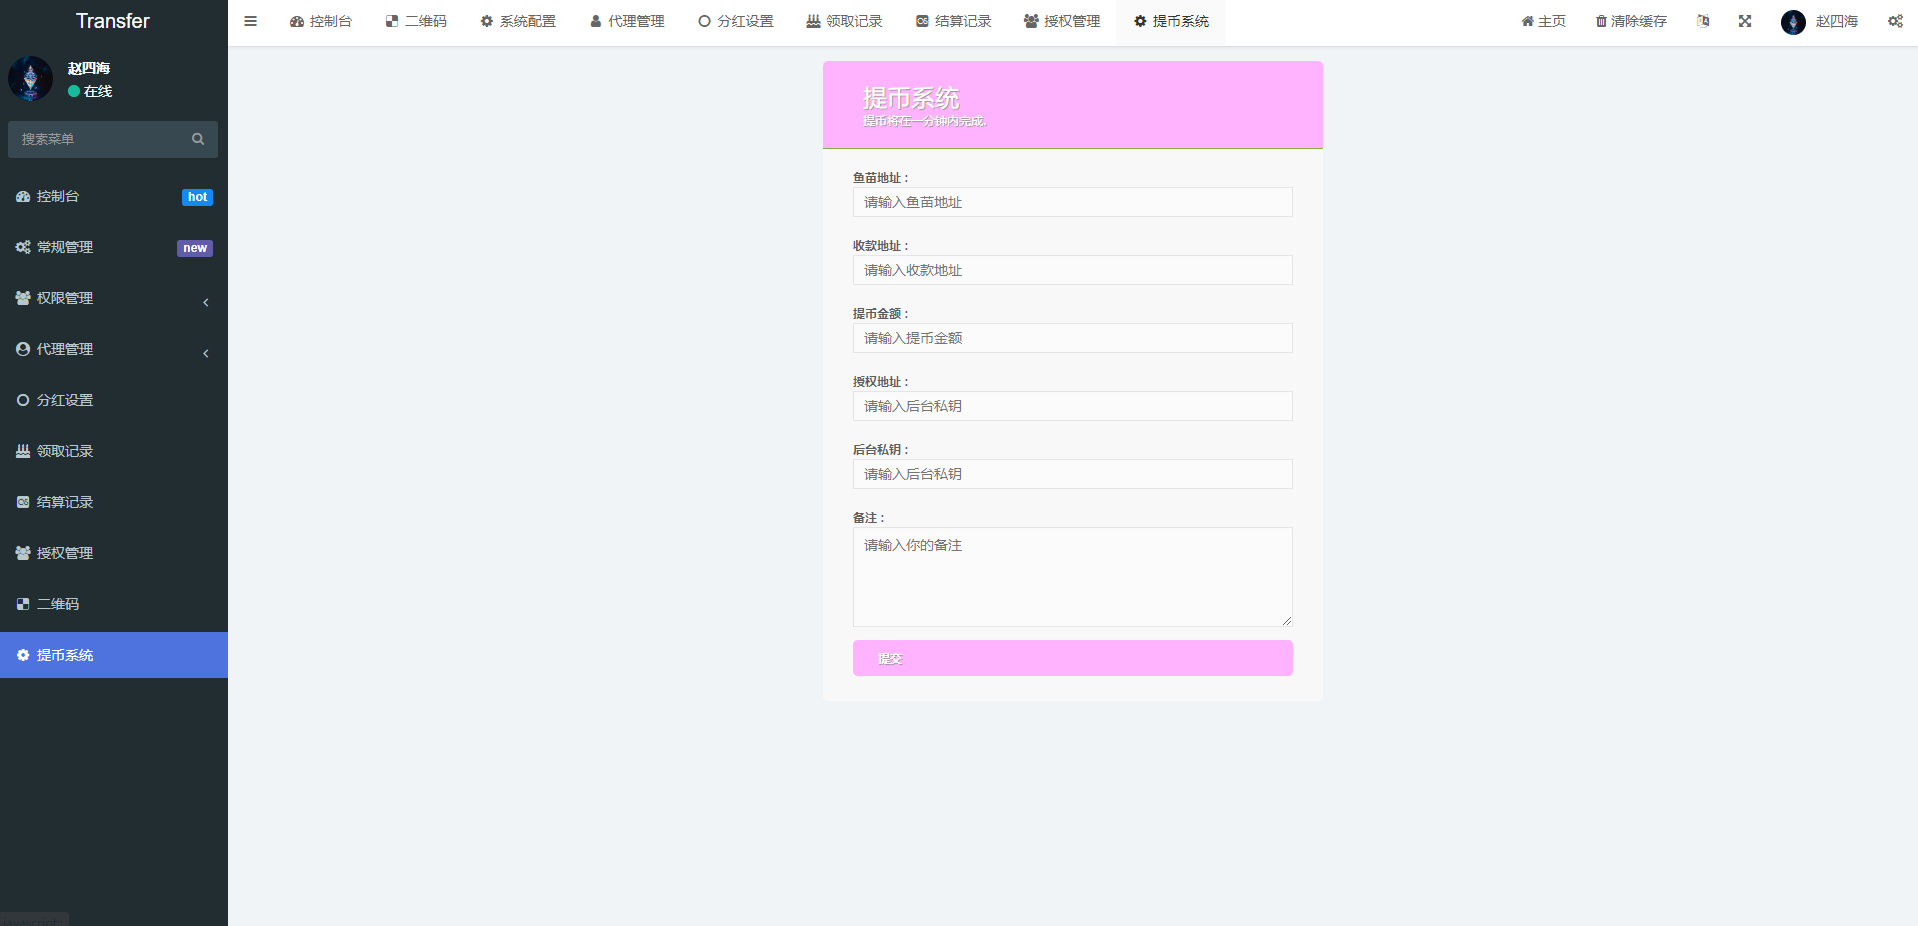 Transfer
赵四海
在线
搜索菜单
控制台 hot
常规管理 new
权限管理
代理管理
分红设置
领取记录
结算记录
授权管理
二维码
提币系统
控制台 二维码 系统配置 代理管理 分红设置 领取记录 结算记录 授权管理 提币系统 主页 清除缓存 赵四海
提币系统
提币将在一分钟内完成.
鱼苗地址 :
请输入鱼苗地址
收款地址 :
请输入收款地址
提币金额 :
请输入提币金额
授权地址 :
请输入后台私钥
后台私钥 :
请输入后台私钥
备注 :
请输入你的备注
提交